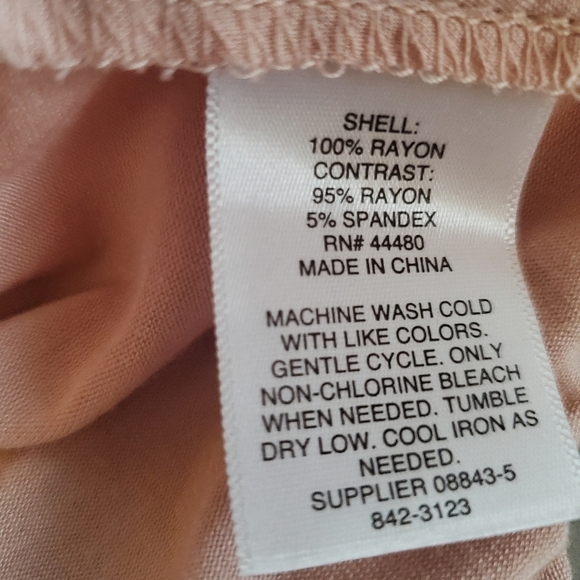 SHELL:
100% RAYON
CONTRAST:
95% RAYON
5% SPANDEX
RN# 44480
MADE IN CHINA
MACHINE WASH COLD
WITH LIKE COLORS.
GENTLE CYCLE. ONLY
NON-CHLORINE BLEACH
WHEN NEEDED. TUMBLE
DRY LOW. COOL IRON AS
NEEDED.
SUPPLIER 08843-5
842-3123